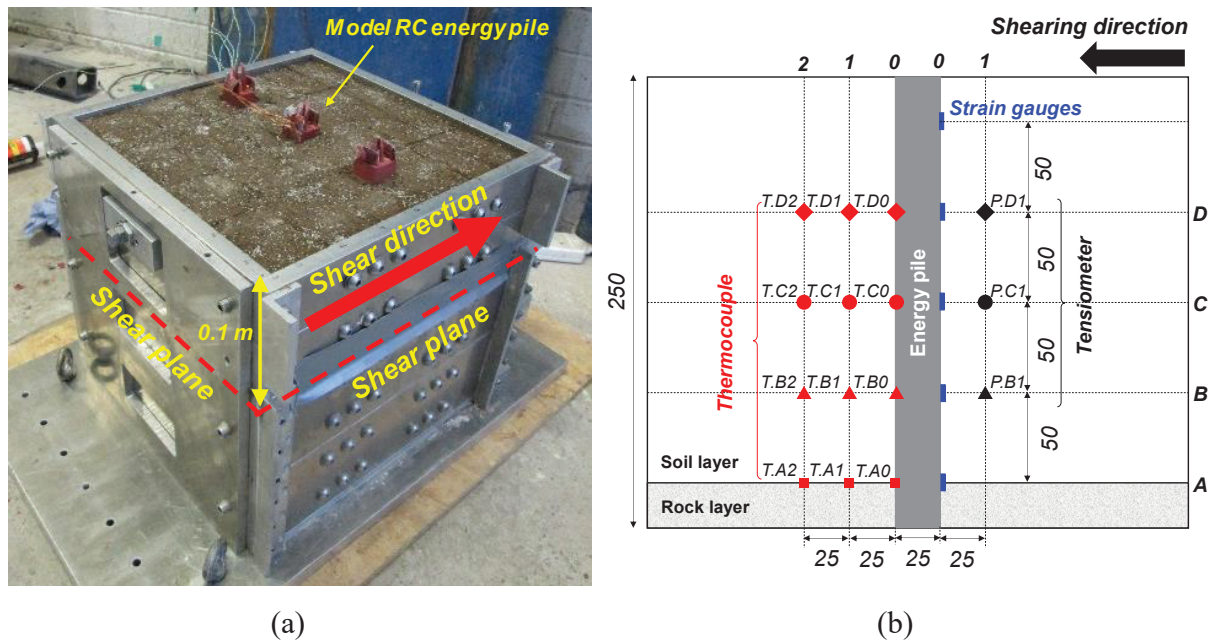 Model RC energy pile
Shear direction
Shear plane
0.1 m
Shear plane
(a)
Shearing direction
2 1 0 0 1
Strain gauges
50
T.D2 T.D1 T.D0 P.D1 D
50
Thermocouple
Energy pile
Tensiometer
250
T.C2 T.C1 T.C0 P.C1 C
50
T.B2 T.B1 T.B0 P.B1 B
50
Soil layer
T.A2 T.A1 T.A0 A
Rock layer
25 25 25 25
(b)